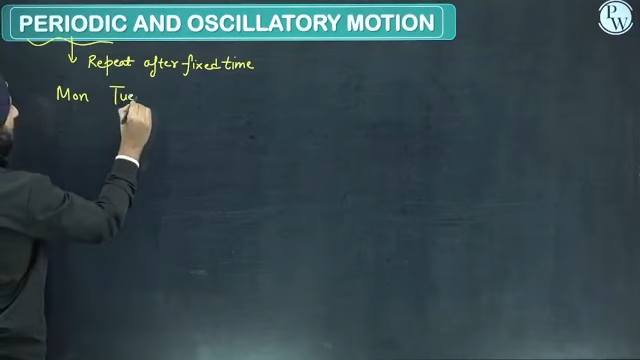 PERIODIC AND OSCILLATORY MOTION
PW
Repeat after fixed time
Mon Tue